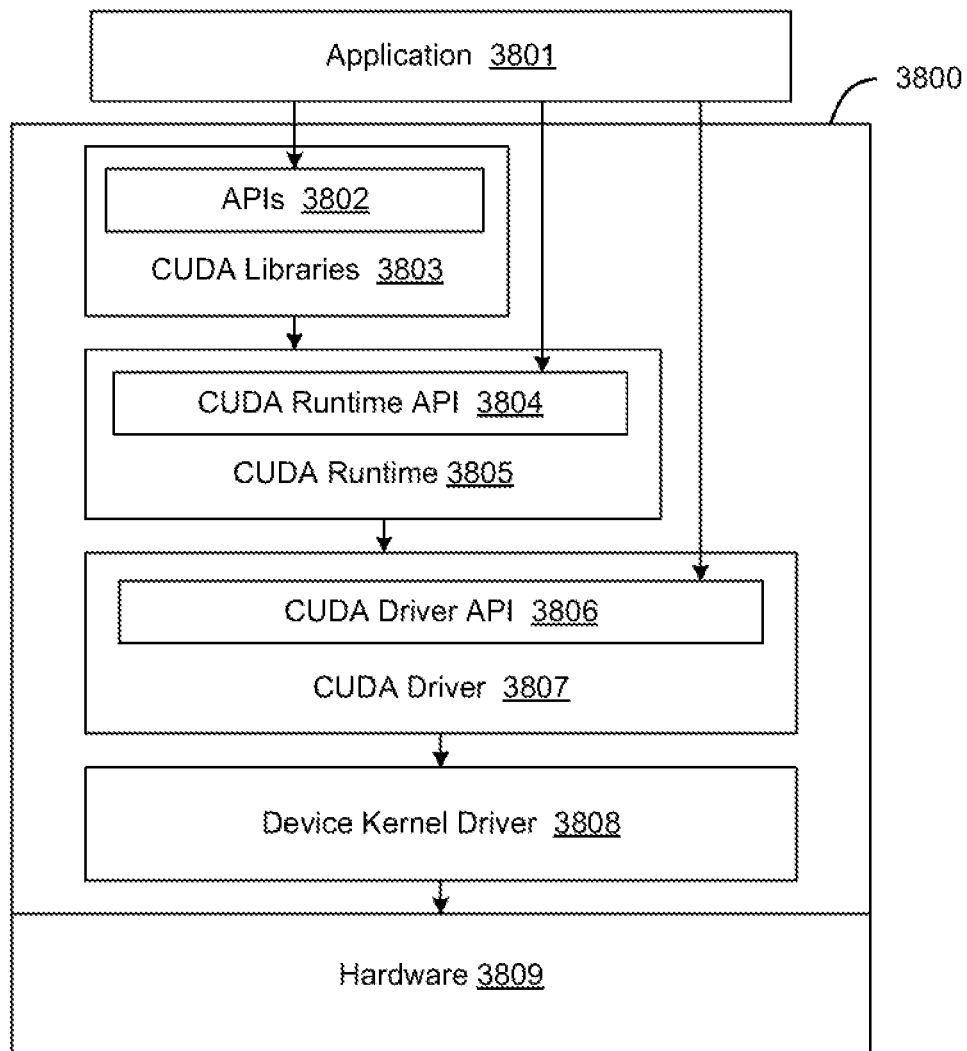 Application 3801
3800
APIs 3802
CUDA Libraries 3803
CUDA Runtime API 3804
CUDA Runtime 3805
CUDA Driver API 3806
CUDA Driver 3807
Device Kernel Driver 3808
Hardware 3809